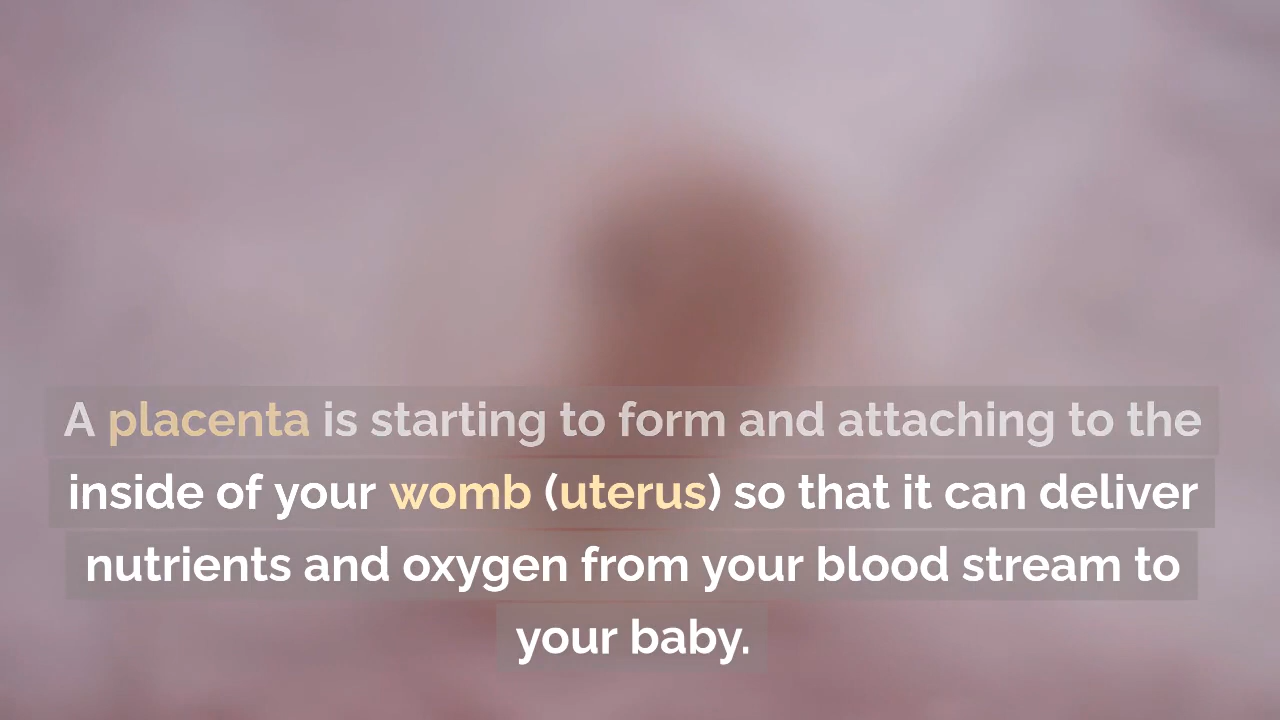 A placenta is starting to form and attaching to the
inside of your womb (uterus) so that it can deliver
nutrients and oxygen from your blood stream to
your baby.